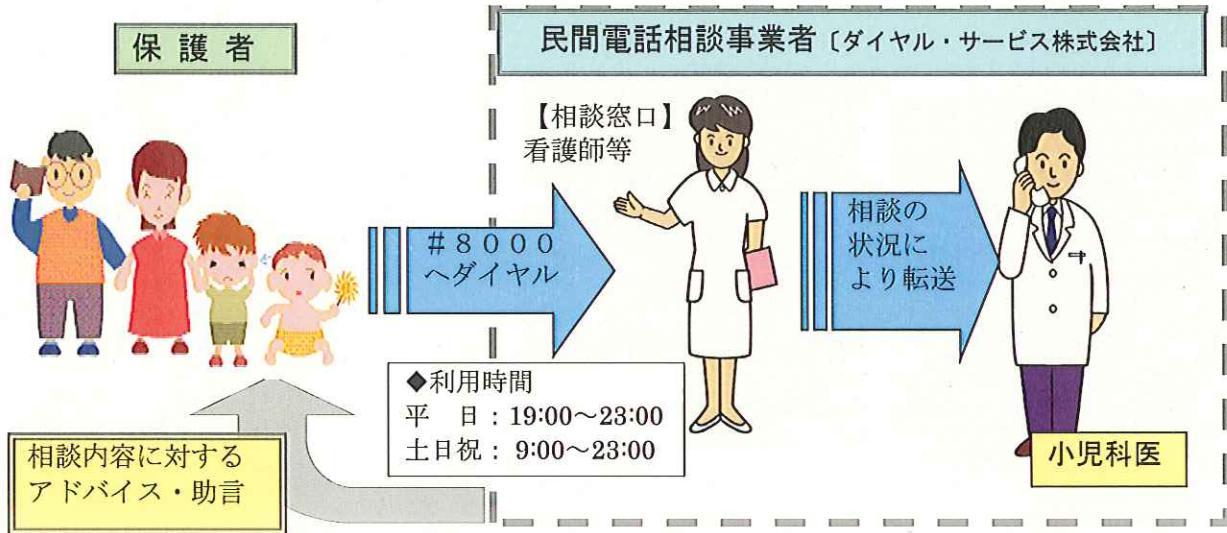 保護者
民間電話相談事業者〔ダイヤル・サービス株式会社〕
【相談窓口】
看護師等
#8000
へダイヤル
相談の
状況に
より転送
◆利用時間
平　日：19:00～23:00
土日祝： 9:00～23:00
小児科医
相談内容に対する
アドバイス・助言